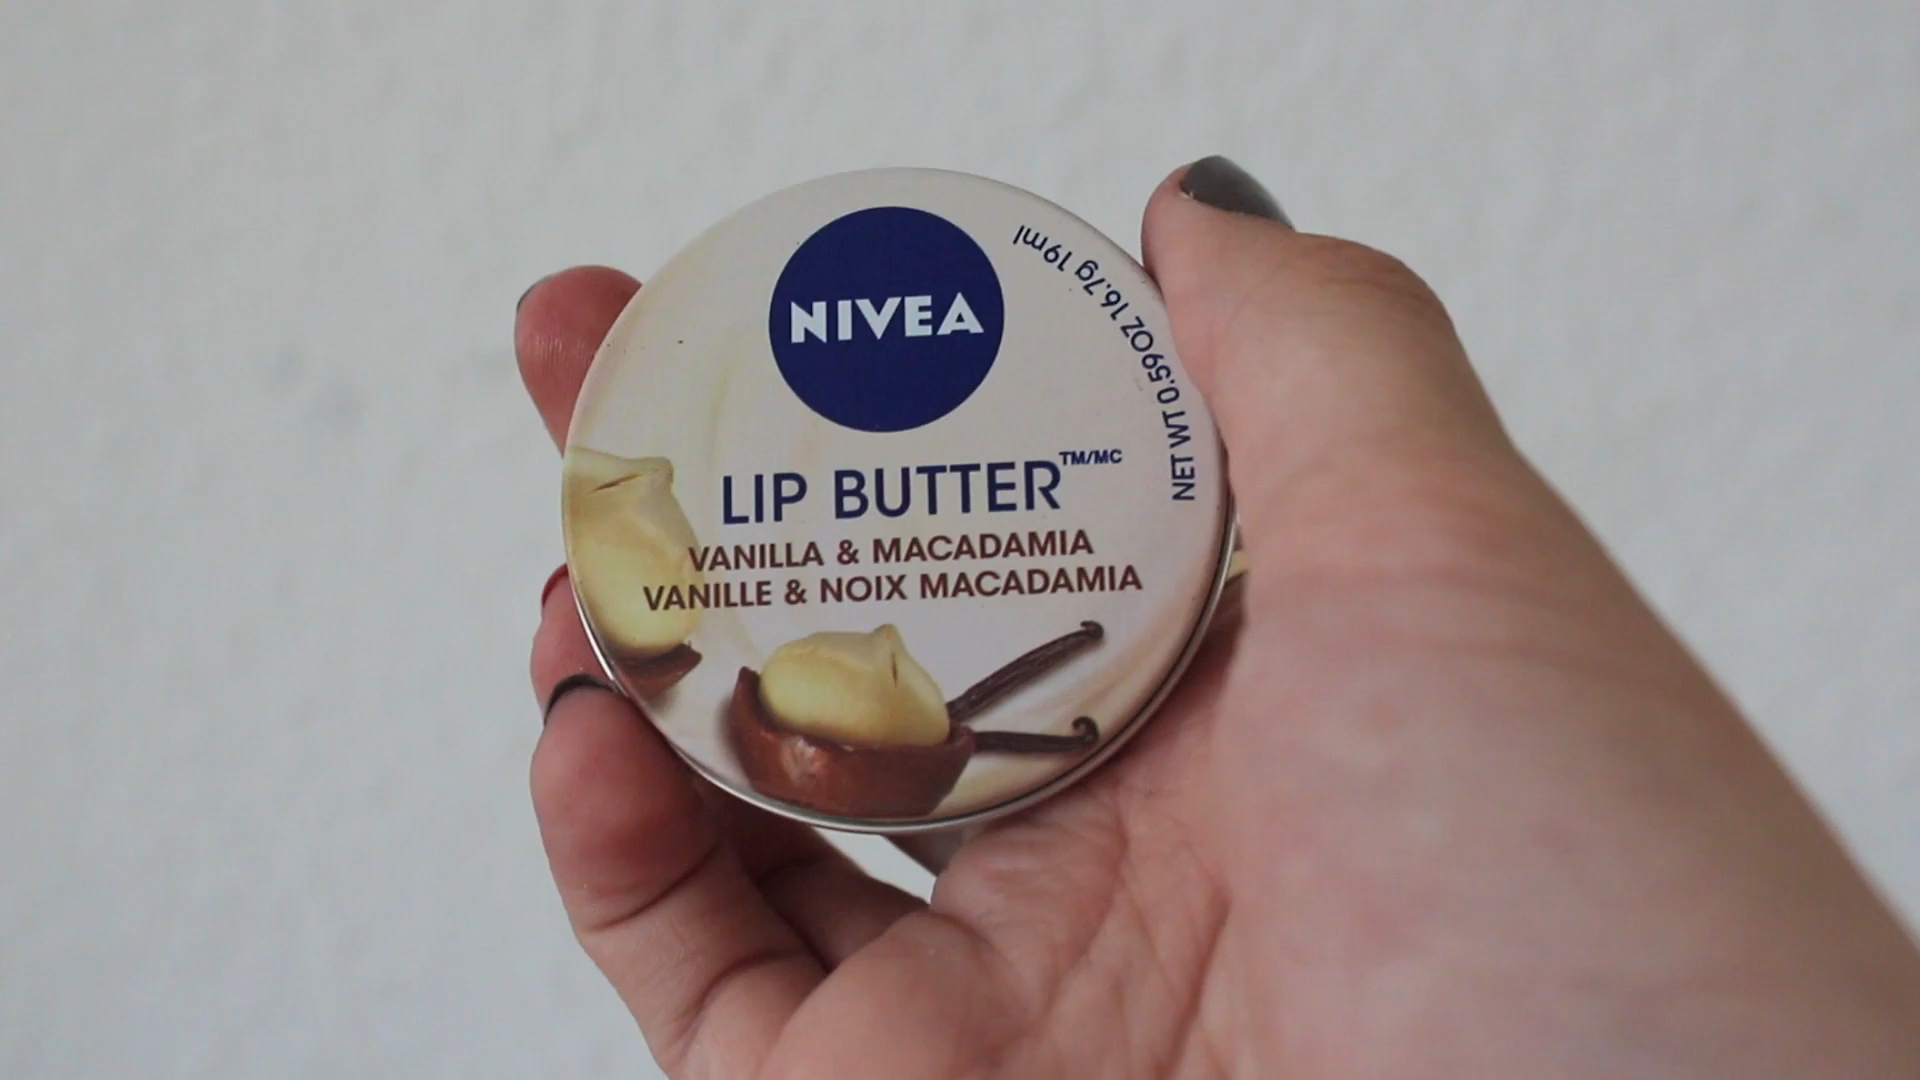 NIVEA
LIP BUTTER™/MC
VANILLA & MACADAMIA
VANILLE & NOIX MACADAMIA
NET WT 0.59OZ 16.7g 19ml